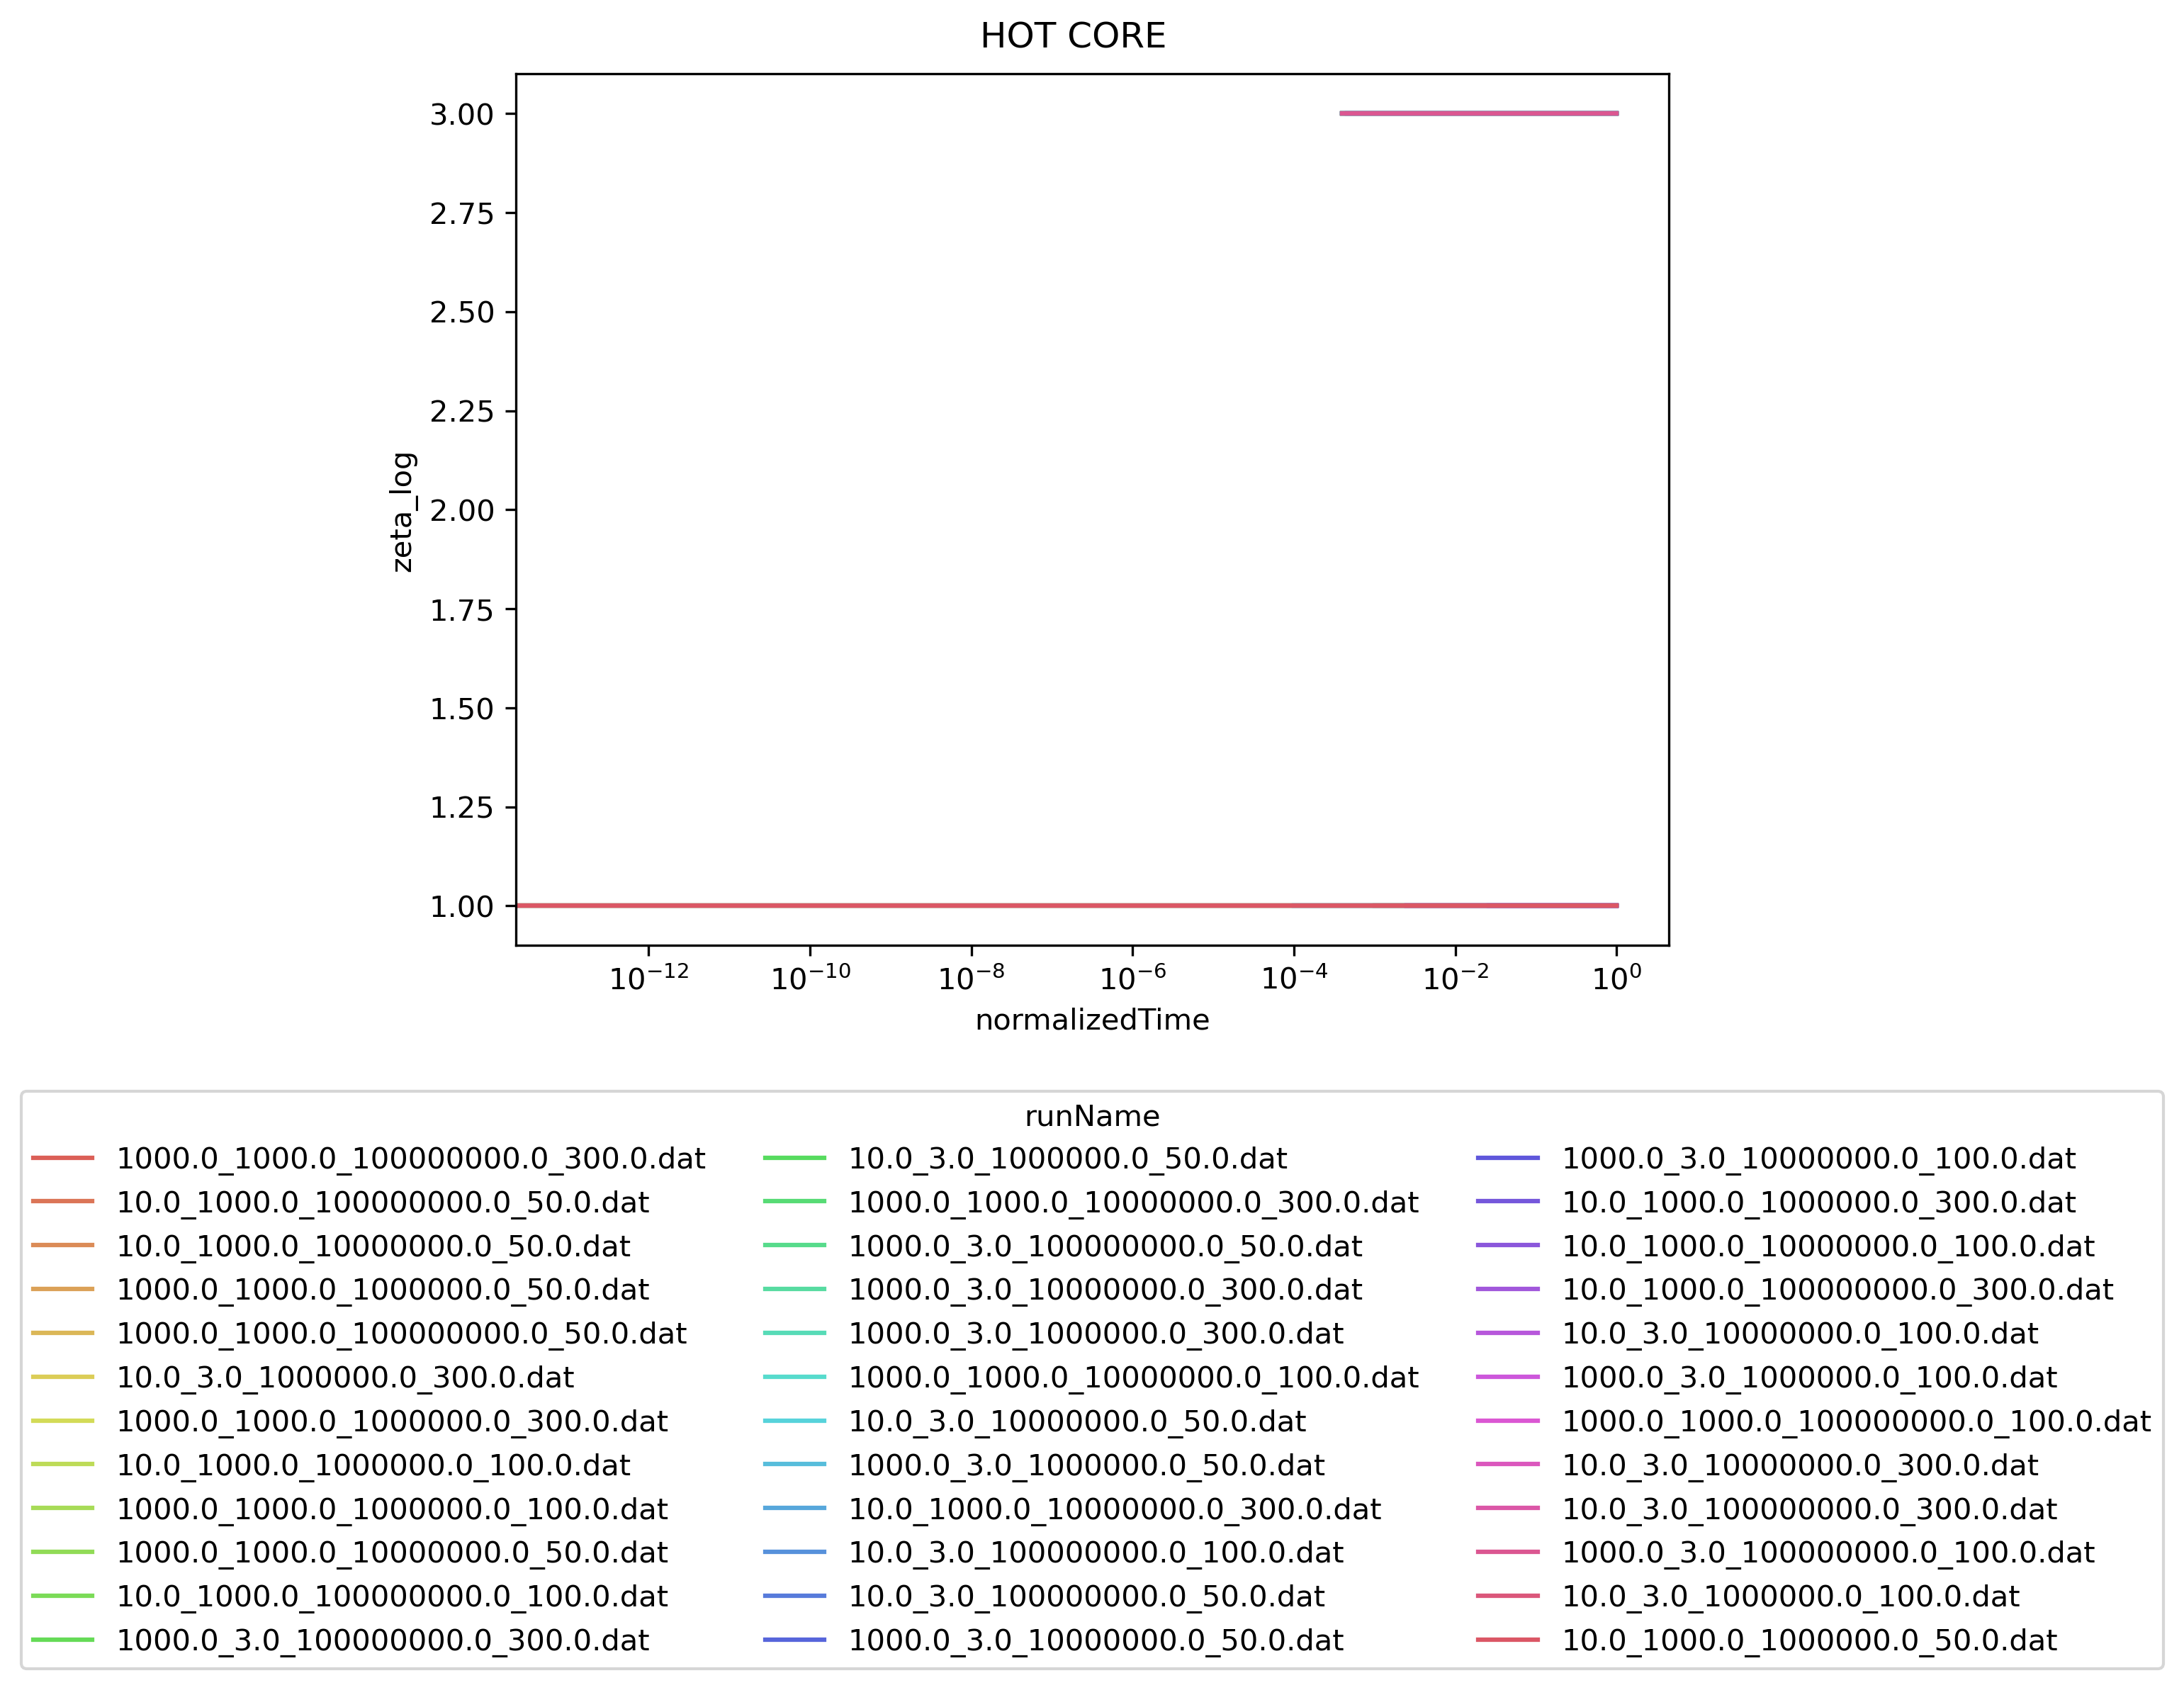 HOT CORE
3.00
2.75
2.50
2.25
2.00
1.75
1.50
1.25
1.00
zeta_log
10^-12 10^-10 10^-8 10^-6 10^-4 10^-2 10^0
normalizedTime
runName
1000.0_1000.0_100000000.0_300.0.dat
10.0_1000.0_100000000.0_50.0.dat
10.0_1000.0_10000000.0_50.0.dat
1000.0_1000.0_1000000.0_50.0.dat
1000.0_1000.0_100000000.0_50.0.dat
10.0_3.0_1000000.0_300.0.dat
1000.0_1000.0_1000000.0_300.0.dat
10.0_1000.0_1000000.0_100.0.dat
1000.0_1000.0_1000000.0_100.0.dat
1000.0_1000.0_10000000.0_50.0.dat
10.0_1000.0_100000000.0_100.0.dat
1000.0_3.0_100000000.0_300.0.dat
10.0_3.0_1000000.0_50.0.dat
1000.0_1000.0_10000000.0_300.0.dat
1000.0_3.0_100000000.0_50.0.dat
1000.0_3.0_10000000.0_300.0.dat
1000.0_3.0_1000000.0_300.0.dat
1000.0_1000.0_10000000.0_100.0.dat
10.0_3.0_10000000.0_50.0.dat
1000.0_3.0_1000000.0_50.0.dat
10.0_1000.0_10000000.0_300.0.dat
10.0_3.0_100000000.0_100.0.dat
10.0_3.0_100000000.0_50.0.dat
1000.0_3.0_10000000.0_50.0.dat
1000.0_3.0_10000000.0_100.0.dat
10.0_1000.0_1000000.0_300.0.dat
10.0_1000.0_10000000.0_100.0.dat
10.0_1000.0_100000000.0_300.0.dat
10.0_3.0_10000000.0_100.0.dat
1000.0_3.0_1000000.0_100.0.dat
1000.0_1000.0_100000000.0_100.0.dat
10.0_3.0_10000000.0_300.0.dat
10.0_3.0_100000000.0_300.0.dat
1000.0_3.0_100000000.0_100.0.dat
10.0_3.0_1000000.0_100.0.dat
10.0_1000.0_1000000.0_50.0.dat